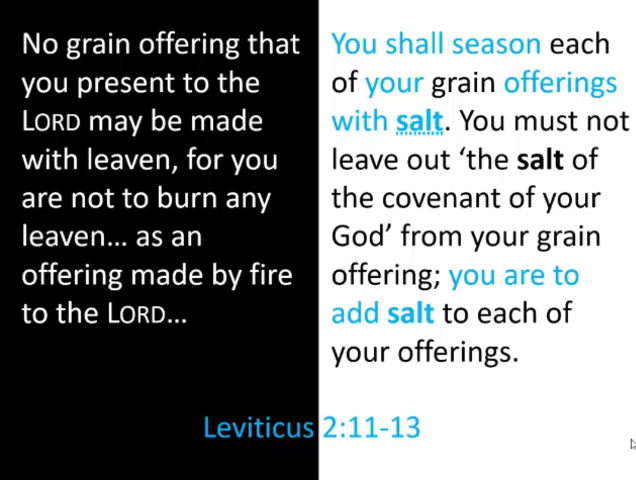 No grain offering that
you present to the
LORD may be made
with leaven, for you
are not to burn any
leaven… as an
offering made by fire
to the LORD…
You shall season each
of your grain offerings
with salt. You must not
leave out ‘the salt of
the covenant of your
God’ from your grain
offering; you are to
add salt to each of
your offerings.
Leviticus 2:11-13